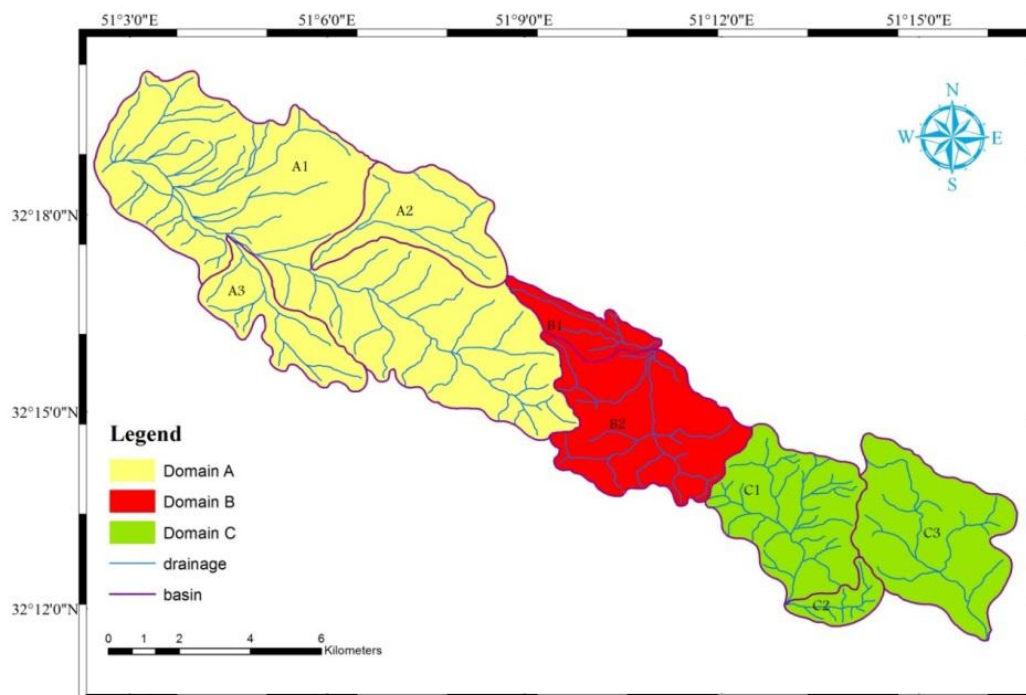 51°3'0"E 51°6'0"E 51°9'0"E 51°12'0"E 51°15'0"E
N
W E
S
A1
32°18'0"N
A2
A3
B1
32°15'0"N
B2
Legend
Domain A
Domain B
Domain C
drainage
basin
C1
C3
C2
32°12'0"N
0 1 2 4 6
Kilometers